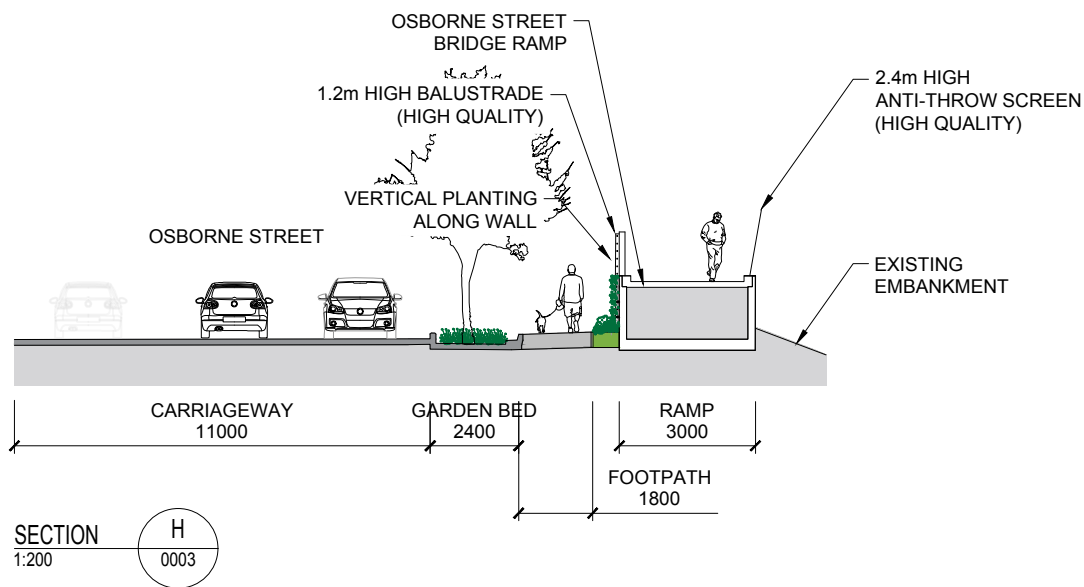 OSBORNE STREET
BRIDGE RAMP
1.2m HIGH BALUSTRADE
(HIGH QUALITY)
2.4m HIGH
ANTI-THROW SCREEN
(HIGH QUALITY)
VERTICAL PLANTING
ALONG WALL
OSBORNE STREET
EXISTING
EMBANKMENT
CARRIAGEWAY
11000
GARDEN BED
2400
RAMP
3000
FOOTPATH
1800
SECTION
1:200
H
0003